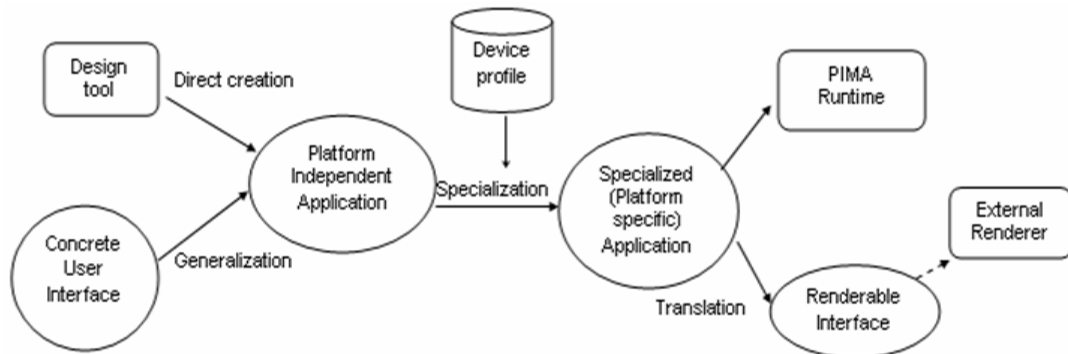 Design
tool
Direct creation
Device
profile
PIMA
Runtime
Platform
Independent
Application
Specialization
Specialized
(Platform
specific)
Application
External
Renderer
Concrete
User
Interface
Generalization
Translation
Renderable
Interface